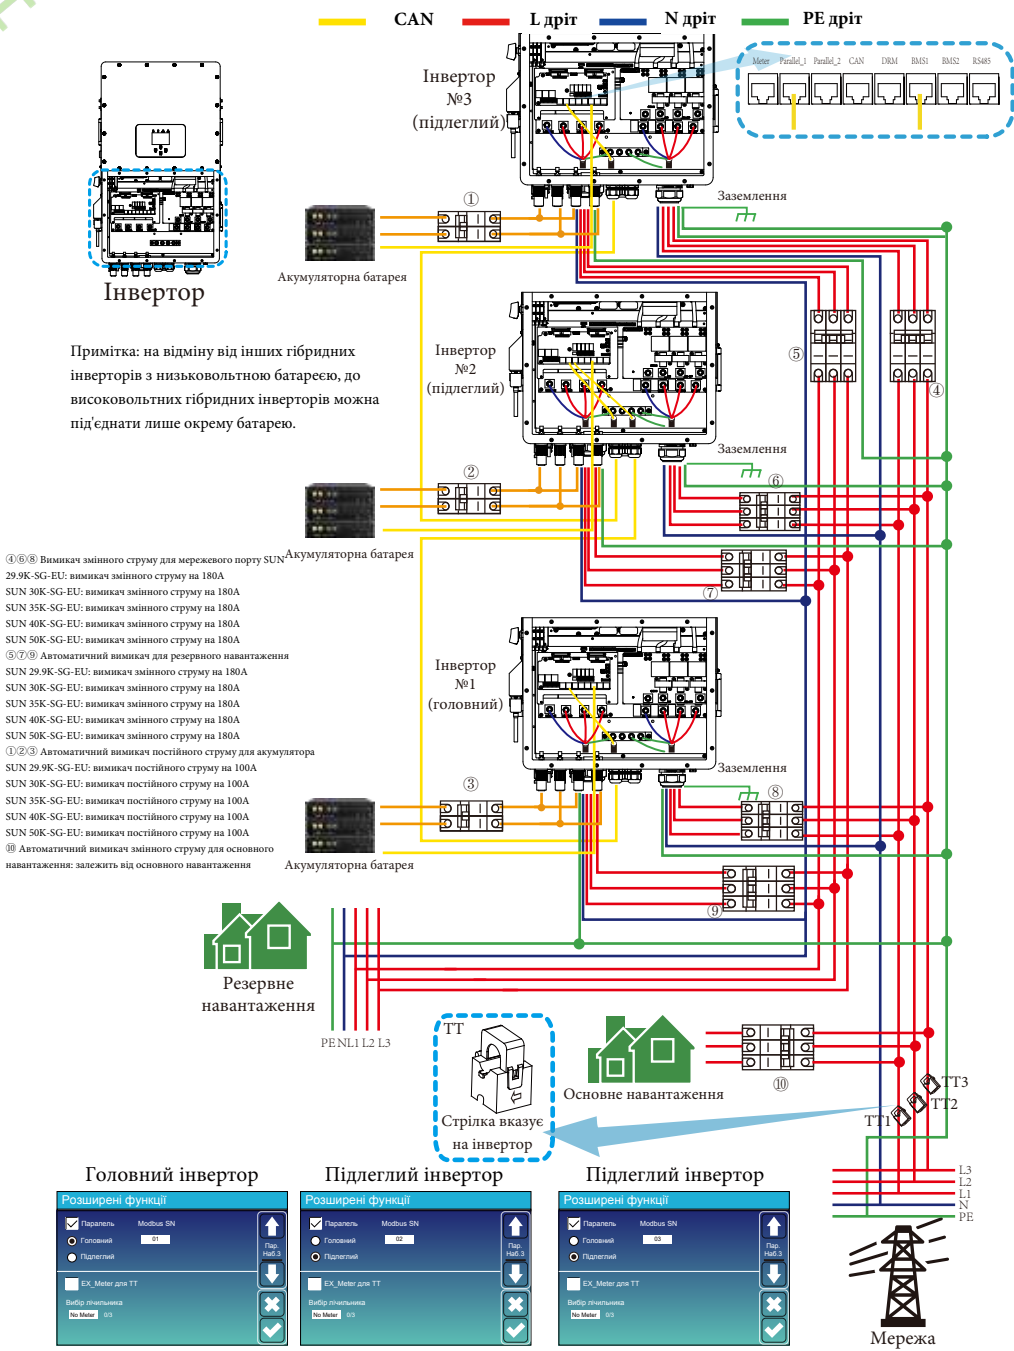 CAN L дріт N дріт PE дріт
Інвертор
№3
(підлеглий)
Meter Parallel_1 Parallel_2 CAN DRM BMS1 BMS2 RS485
Заземлення
①
Акумуляторна батарея
Інвертор
Примітка: на відміну від інших гібридних
інверторів з низьковольтною батареєю, до
високовольтних гібридних інверторів можна
під'єднати лише окрему батарею.
Інвертор
№2
(підлеглий)
⑤
④
Заземлення
②
⑥
Акумуляторна батарея
⑦
④⑥⑧ Вимикач змінного струму для мережевого порту SUN
29.9K-SG-EU: вимикач змінного струму на 180А
SUN 30K-SG-EU: вимикач змінного струму на 180А
SUN 35K-SG-EU: вимикач змінного струму на 180А
SUN 40K-SG-EU: вимикач змінного струму на 180А
SUN 50K-SG-EU: вимикач змінного струму на 180А
⑤⑦⑨ Автоматичний вимикач для резервного навантаження
SUN 29.9K-SG-EU: вимикач змінного струму на 180А
SUN 30K-SG-EU: вимикач змінного струму на 180А
SUN 35K-SG-EU: вимикач змінного струму на 180А
SUN 40K-SG-EU: вимикач змінного струму на 180А
SUN 50K-SG-EU: вимикач змінного струму на 180А
①②③ Автоматичний вимикач постійного струму для акумулятора
SUN 29.9K-SG-EU: вимикач постійного струму на 100А
SUN 30K-SG-EU: вимикач постійного струму на 100А
SUN 35K-SG-EU: вимикач постійного струму на 100А
SUN 40K-SG-EU: вимикач постійного струму на 100А
SUN 50K-SG-EU: вимикач постійного струму на 100А
⑩ Автоматичний вимикач змінного струму для основного
навантаження: залежить від основного навантаження
Інвертор
№1
(головний)
Заземлення
③
⑧
Акумуляторна батарея
⑨
Резервне
навантаження
PE N L1 L2 L3
ТТ
Стрілка вказує
на інвертор
Основне навантаження
⑩
ТТ3
ТТ2
ТТ1
L3
L2
L1
N
PE
Мережа
Головний інвертор
Розширені функції
Паралель Modbus SN
Головний 01
Підлеглий
Пар.
Наб.3
EX_Meter для ТТ
Вибір лічильника
No Meter 0/3
Підлеглий інвертор
Розширені функції
Паралель Modbus SN
Головний 02
Підлеглий
Пар.
Наб.3
EX_Meter для ТТ
Вибір лічильника
No Meter 0/3
Підлеглий інвертор
Розширені функції
Паралель Modbus SN
Головний 03
Підлеглий
Пар.
Наб.3
EX_Meter для ТТ
Вибір лічильника
No Meter 0/3